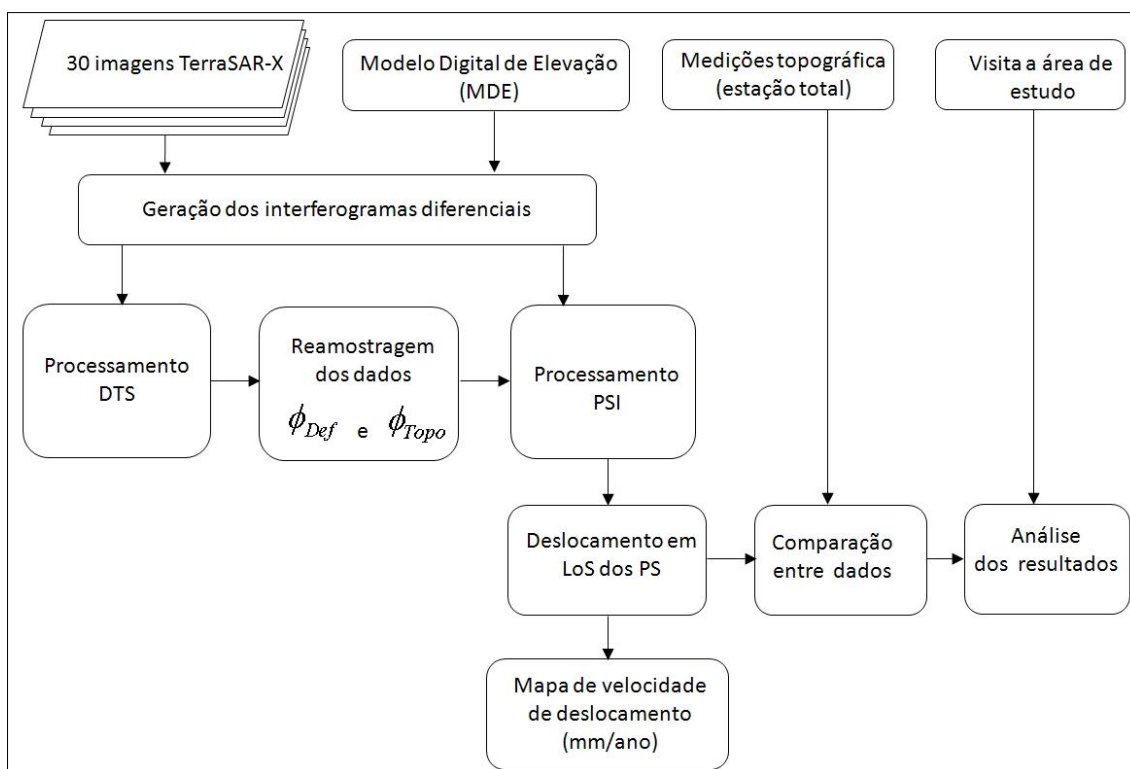 30 imagens TerraSAR-X
Modelo Digital de Elevação
(MDE)
Medições topográfica
(estação total)
Visita a área de
estudo
Geração dos interferogramas diferenciais
Processamento
DTS
Reamostragem
dos dados
ϕDef e ϕTopo
Processamento
PSI
Deslocamento em
LoS dos PS
Comparação
entre dados
Análise
dos resultados
Mapa de velocidade
de deslocamento
(mm/ano)